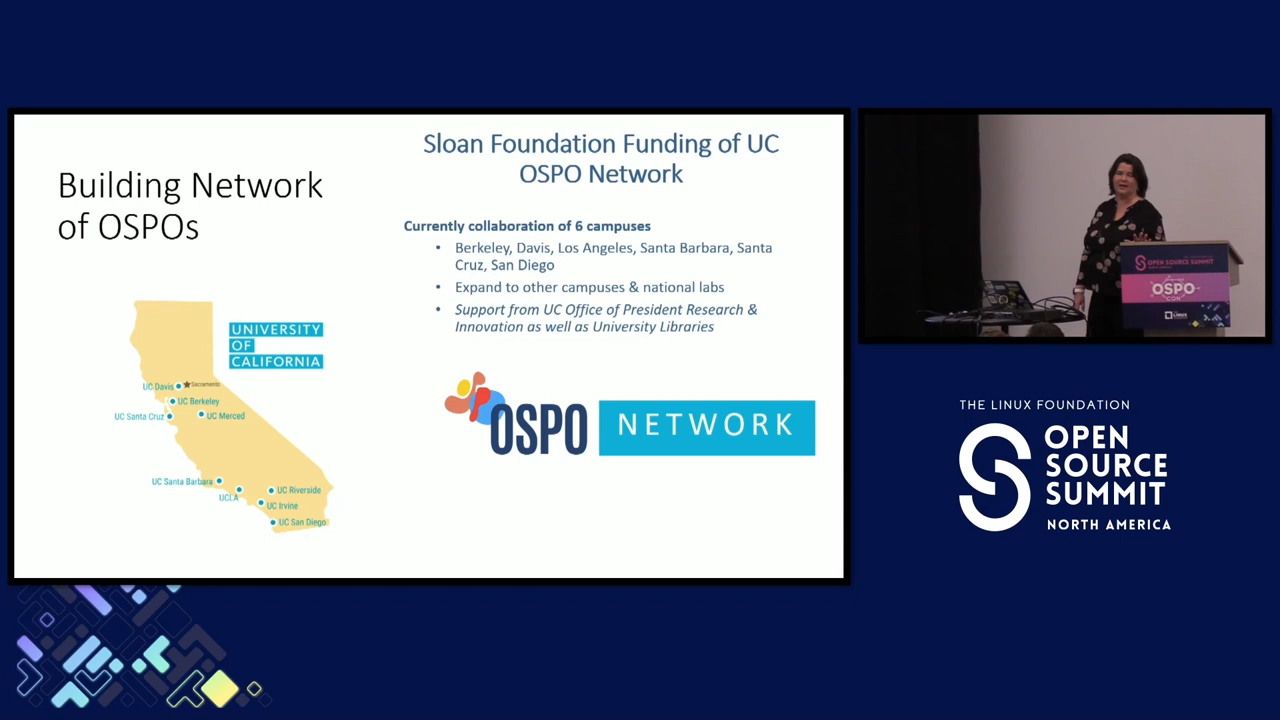 Building Network
of OSPOs
Sloan Foundation Funding of UC
OSPO Network
Currently collaboration of 6 campuses
• Berkeley, Davis, Los Angeles, Santa Barbara, Santa
Cruz, San Diego
• Expand to other campuses & national labs
• Support from UC Office of President Research &
Innovation as well as University Libraries
UNIVERSITY
OF
CALIFORNIA
UC Davis
Sacramento
UC Berkeley
UC Santa Cruz
UC Merced
UC Santa Barbara
UCLA
UC Riverside
UC Irvine
UC San Diego
OSPO NETWORK
OPEN SOURCE SUMMIT
OSPO
CON
LINUX
THE LINUX FOUNDATION
OPEN
SOURCE
SUMMIT
NORTH AMERICA